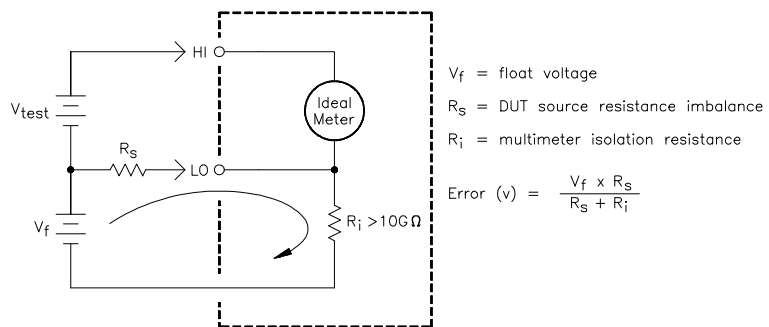 HI
V_test
Ideal
Meter
R_s
LO
V_f
R_i >10GΩ
V_f = float voltage
R_s = DUT source resistance imbalance
R_i = multimeter isolation resistance
Error (v) = V_f x R_s
R_s + R_i